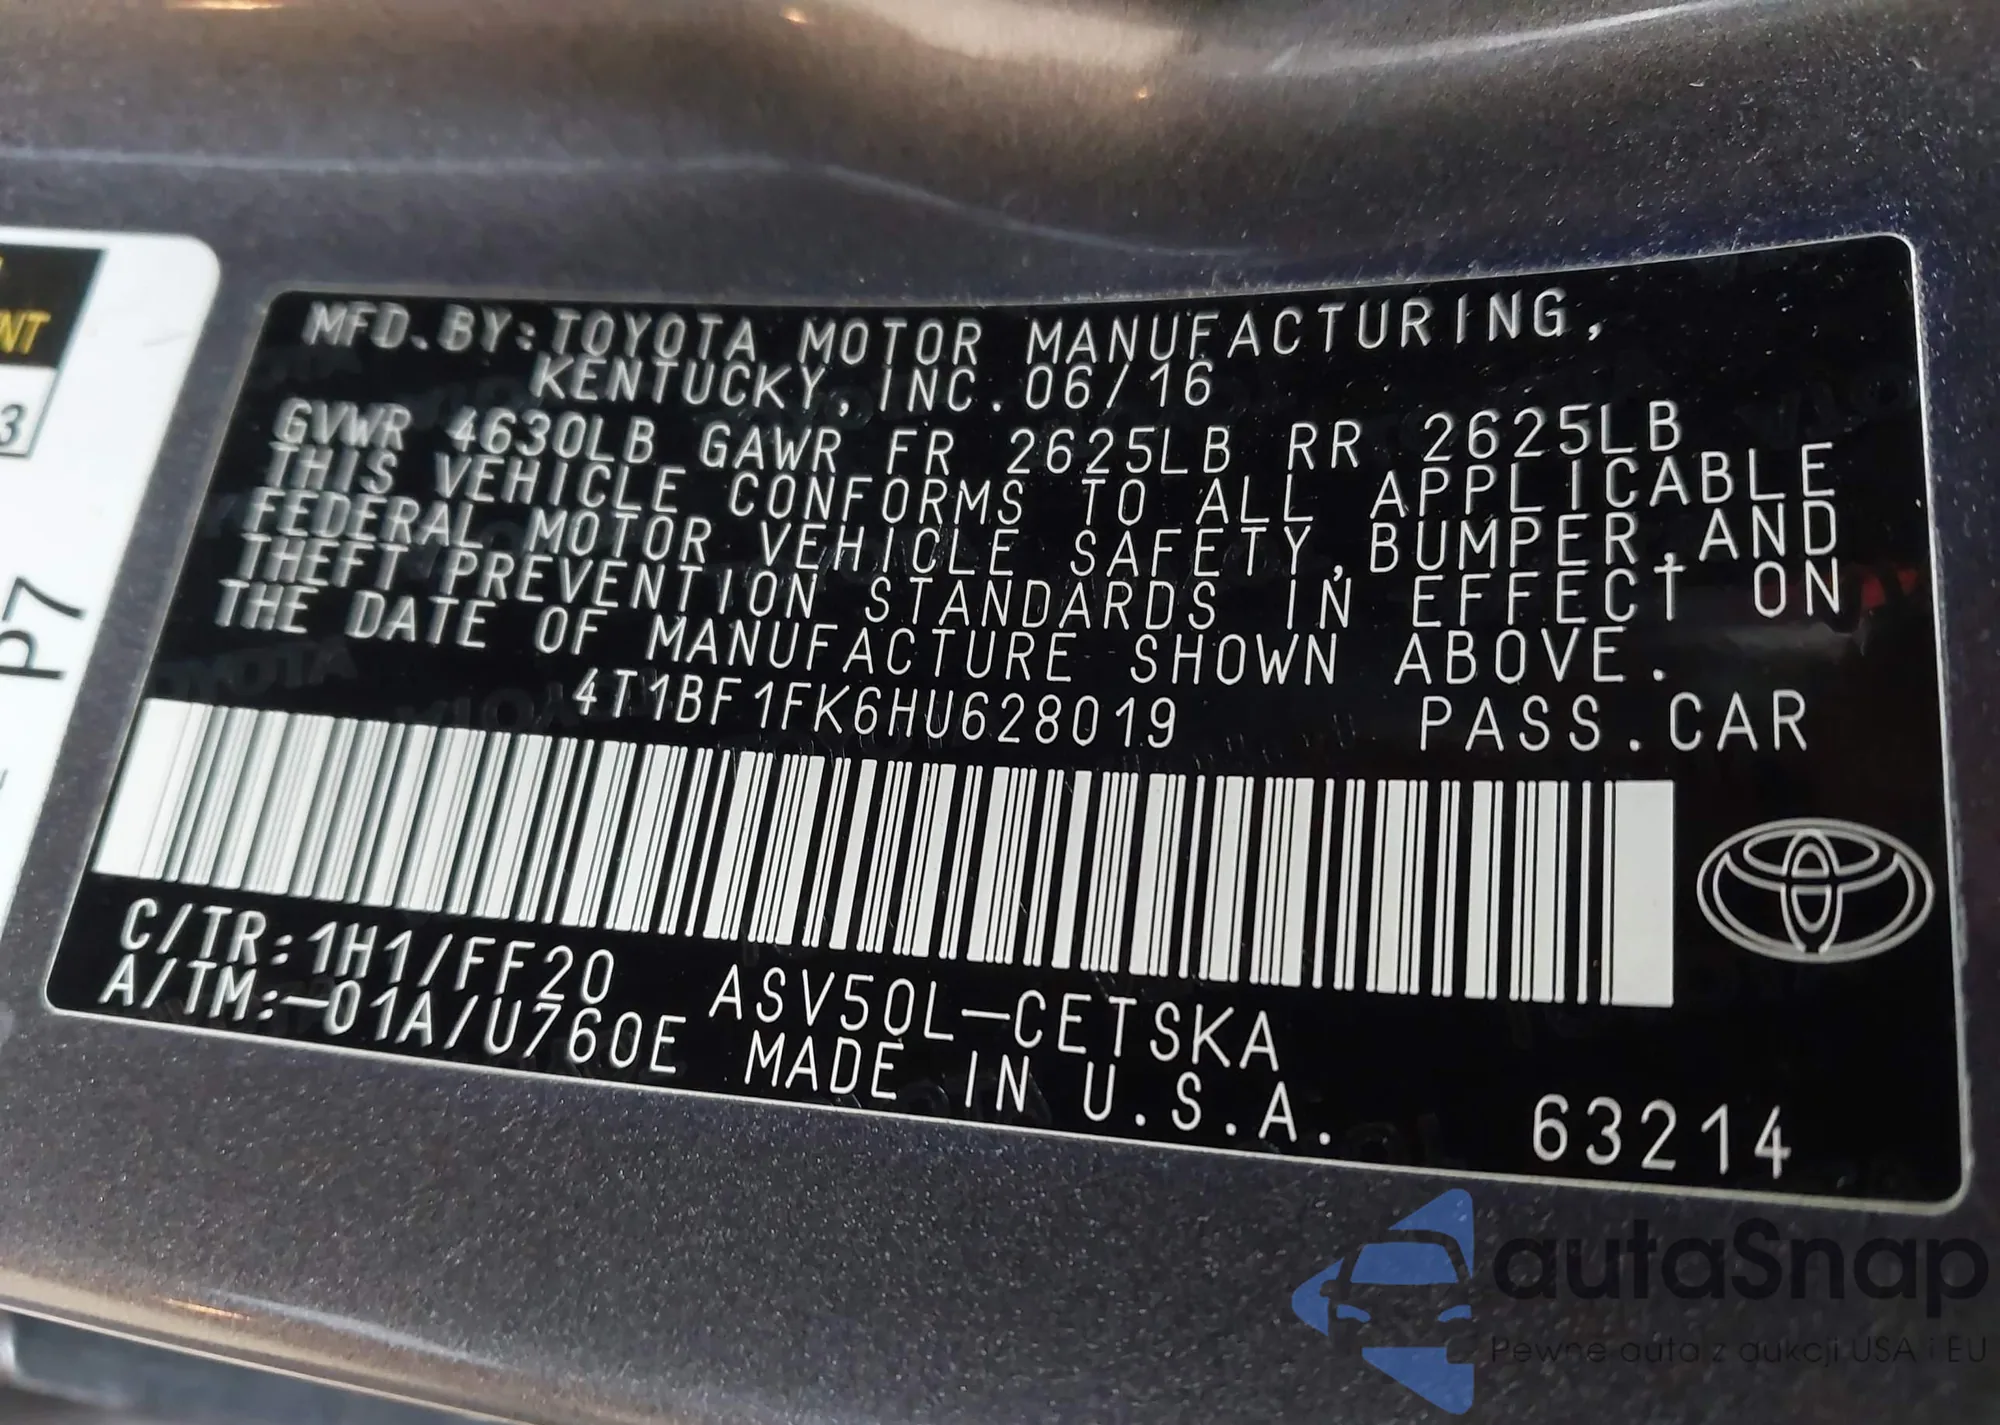 NT
3
P7
MFD.BY:TOYOTA MOTOR MANUFACTURING,
KENTUCKY, INC. 06/16
GVWR 4630LB GAWR FR 2625LB RR 2625LB
THIS VEHICLE CONFORMS TO ALL APPLICABLE
FEDERAL MOTOR VEHICLE SAFETY, BUMPER, AND
THEFT PREVENTION STANDARDS IN EFFECT ON
THE DATE OF MANUFACTURE SHOWN ABOVE.
4T1BF1FK6HU628019 PASS.CAR
C/TR:1H1/FF20 ASV50L-CETSKA
A/TM:-01A/U760E MADE IN U.S.A.
63214
autaSnap
Pewne auta z aukcji USA i EU